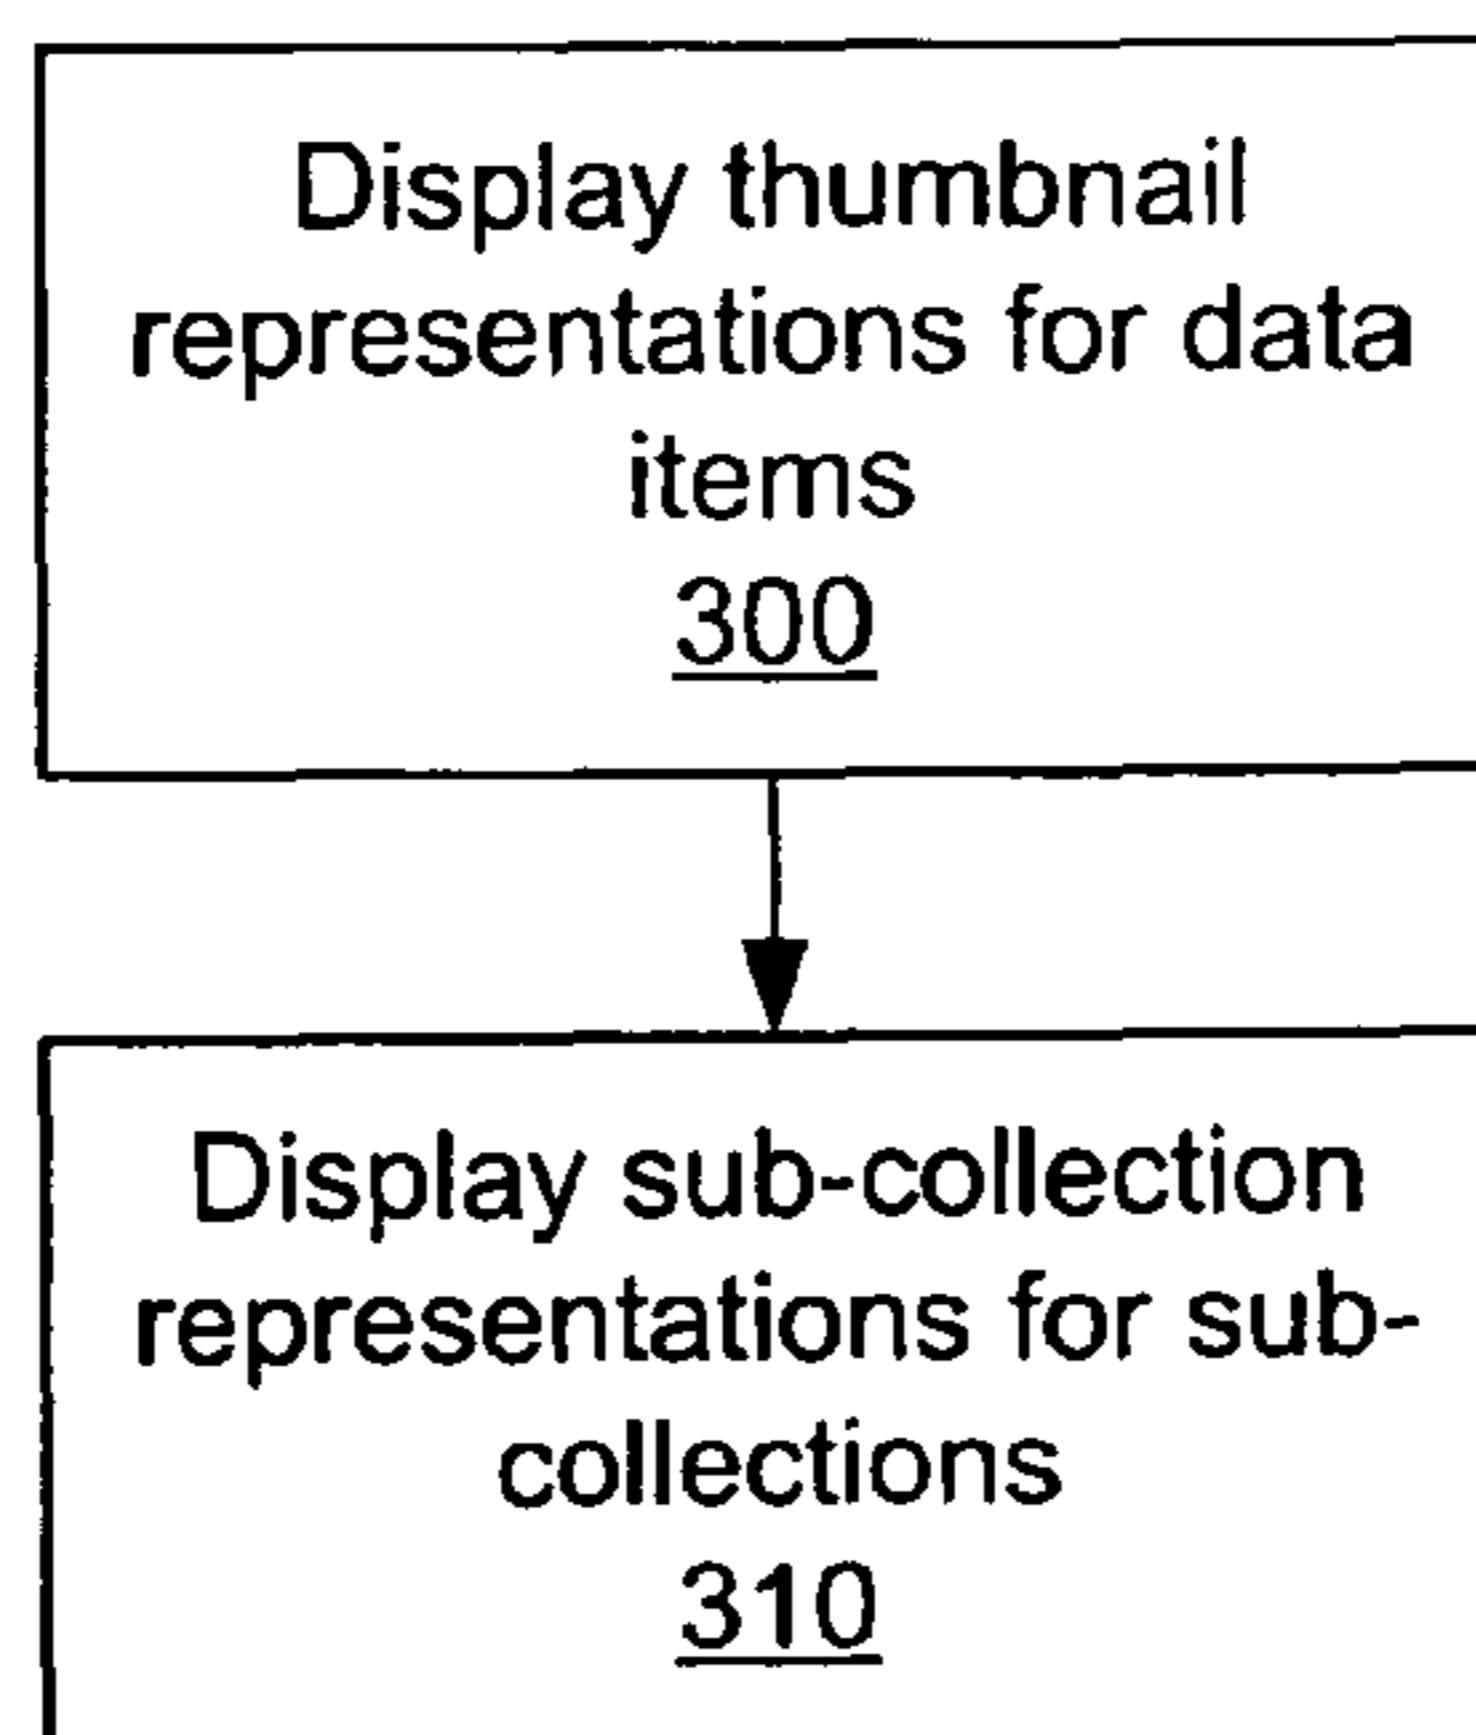 Display thumbnail
representations for data
items
300
Display sub-collection
representations for sub-
collections
310